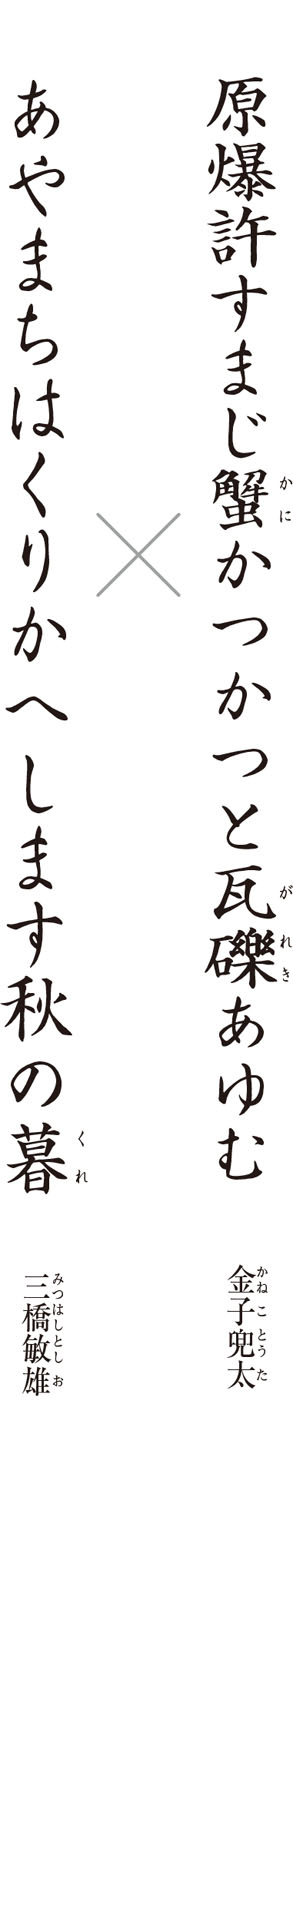 原爆許すまじ蟹かつかつと瓦礫あゆむ
かに
がれき
金子兜太
かねことうた
×
あやまちはくりかへします秋の暮
くれ
三橋敏雄
みつはしとしお